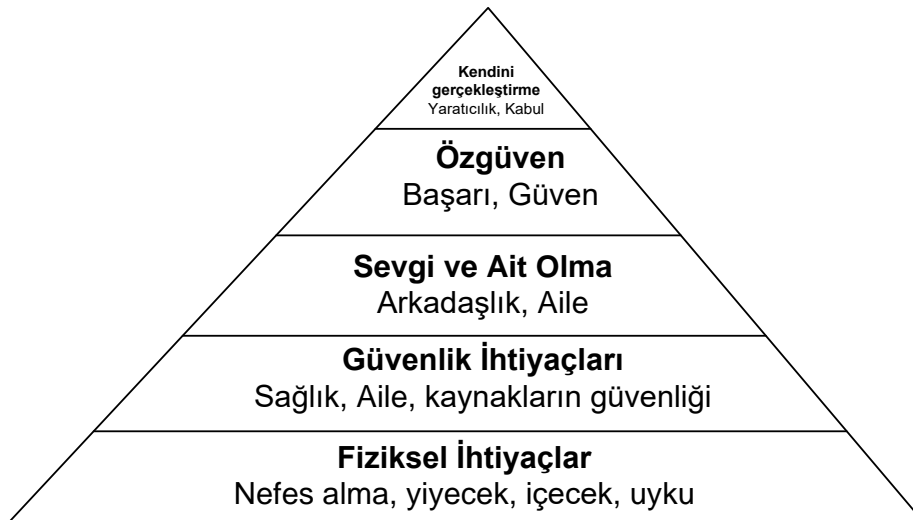 Kendini
gerçekleştirme
Yaratıcılık, Kabul
Özgüven
Başarı, Güven
Sevgi ve Ait Olma
Arkadaşlık, Aile
Güvenlik İhtiyaçları
Sağlık, Aile, kaynakların güvenliği
Fiziksel İhtiyaçlar
Nefes alma, yiyecek, içecek, uyku